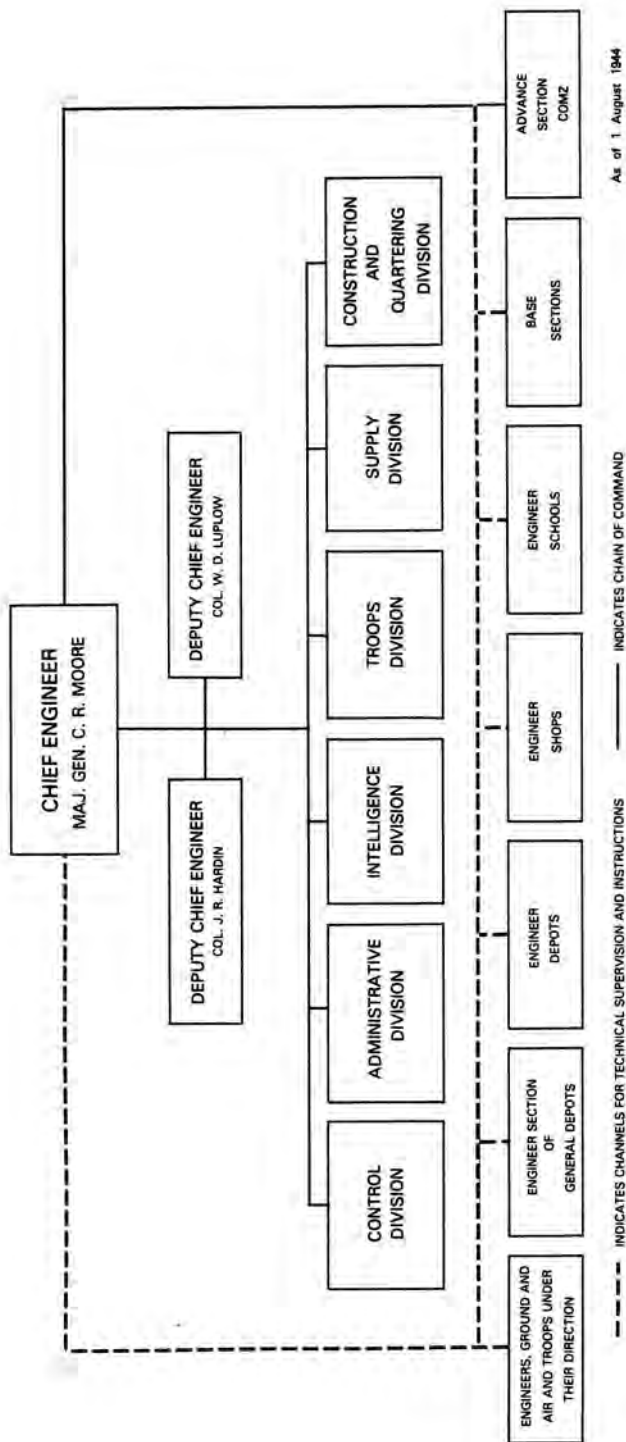 CHIEF ENGINEER
MAJ. GEN. C. R. MOORE
DEPUTY CHIEF ENGINEER
COL. J. R. HARDIN
DEPUTY CHIEF ENGINEER
COL. W. D. LUPLOW
CONTROL
DIVISION
ADMINISTRATIVE
DIVISION
INTELLIGENCE
DIVISION
TROOPS
DIVISION
SUPPLY
DIVISION
CONSTRUCTION
AND
QUARTERING
DIVISION
ENGINEERS, GROUND AND
AIR AND TROOPS UNDER
THEIR DIRECTION
ENGINEER SECTION
OF
GENERAL DEPOTS
ENGINEER
DEPOTS
ENGINEER
SHOPS
ENGINEER
SCHOOLS
BASE
SECTIONS
ADVANCE
SECTION
COMZ
INDICATES CHANNELS FOR TECHNICAL SUPERVISION AND INSTRUCTIONS
INDICATES CHAIN OF COMMAND
As of 1 August 1944